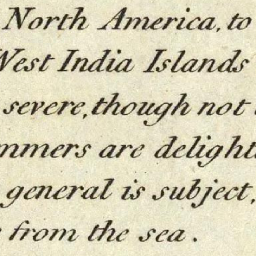 North America, to
West India Islands
severe, though not
mmers are delight
general is subject,
from the sea.